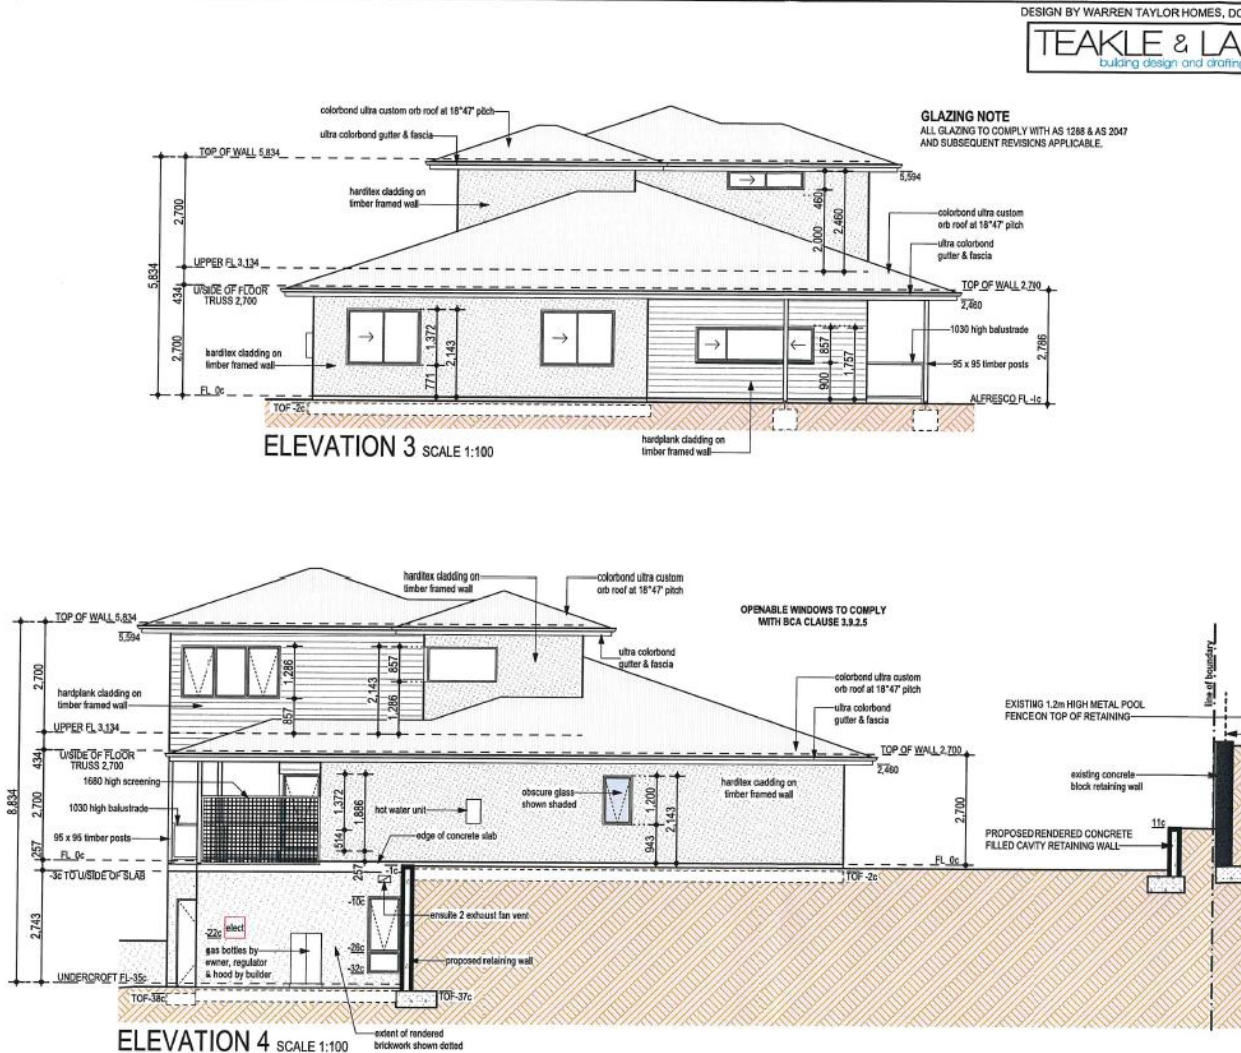 DESIGN BY WARREN TAYLOR HOMES, DO
TEAKLE & LA
building design and drafting
colorbond ultra custom orb roof at 18°47' pitch
ultra colorbond gutter & fascia
TOP OF WALL 5,834
GLAZING NOTE
ALL GLAZING TO COMPLY WITH AS 1288 & AS 2047
AND SUBSEQUENT REVISIONS APPLICABLE.
5,594
harditex cladding on
timber framed wall
460
2,460
2,000
2,700
5,834
colorbond ultra custom
orb roof at 18°47' pitch
ultra colorbond
gutter & fascia
UPPER FL 3,134
U/SIDE OF FLOOR
TRUSS 2,700
434
TOP OF WALL 2,700
2,460
2,700
1,372
2,143
771
857
1,757
900
1030 high balustrade
2,786
harditex cladding on
timber framed wall
95 x 95 timber posts
FL 0c
ALFRESCO FL -1c
TOF -2c
hardplank cladding on
timber framed wall
ELEVATION 3 SCALE 1:100
harditex cladding on
timber framed wall
colorbond ultra custom
orb roof at 18°47' pitch
OPENABLE WINDOWS TO COMPLY
WITH BCA CLAUSE 3.9.2.5
TOP OF WALL 5,834
5,594
ultra colorbond
gutter & fascia
1,286
857
2,143
857
1,286
2,700
8,834
colorbond ultra custom
orb roof at 18°47' pitch
hardplank cladding on
timber framed wall
ultra colorbond
gutter & fascia
line of boundary
EXISTING 1.2m HIGH METAL POOL
FENCE ON TOP OF RETAINING
UPPER FL 3,134
434
U/SIDE OF FLOOR
TRUSS 2,700
TOP OF WALL 2,700
2,460
1680 high screening
1030 high balustrade
95 x 95 timber posts
2,700
257
1,372
1,886
514
hot water unit
edge of concrete slab
obscure glass
shown shaded
1,200
2,143
943
harditex cladding on
timber framed wall
2,700
existing concrete
block retaining wall
11c
PROPOSED RENDERED CONCRETE
FILLED CAVITY RETAINING WALL
FL 0c
FL 0c
-3c TO U/SIDE OF SLAB
257
-1c
TOF -2c
-10c
ensuite 2 exhaust fan vent
2,743
-22c
elect
gas bottles by
owner, regulator
& hood by builder
-28c
-32c
proposed retaining wall
UNDERCROFT FL-35c
TOF-38c
TOF-37c
ELEVATION 4 SCALE 1:100
extent of rendered
brickwork shown dotted